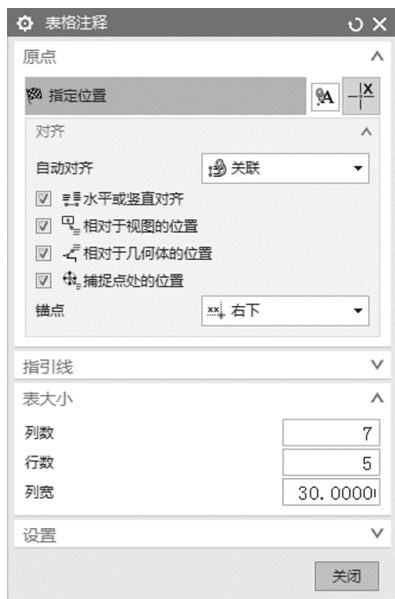 表格注释
原点
指定位置
对齐
自动对齐 关联
水平或竖直对齐
相对于视图的位置
相对于几何体的位置
捕捉点处的位置
锚点 右下
指引线
表大小
列数 7
行数 5
列宽 30.0000
设置
关闭